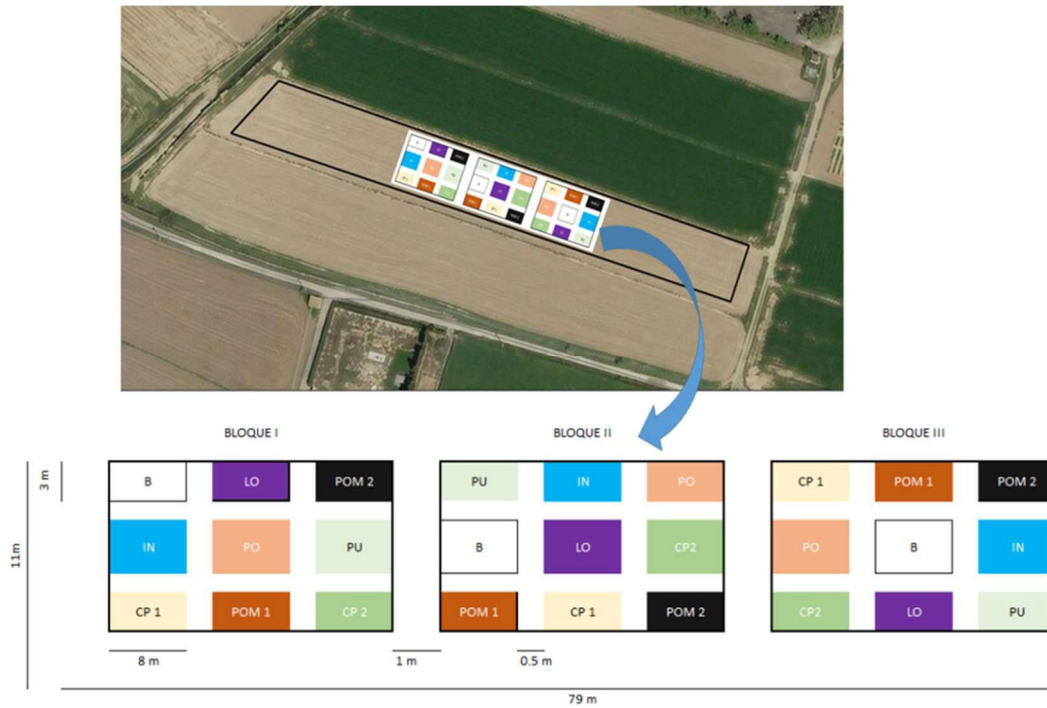 BLOQUE I BLOQUE II BLOQUE III
3 m
11m
B LO POM 2 PU IN PO CP 1 POM 1 POM 2
IN PO PU B LO CP2 PO B IN
CP 1 POM 1 CP 2 POM 1 CP 1 POM 2 CP2 LO PU
8 m 1 m 0.5 m
79 m